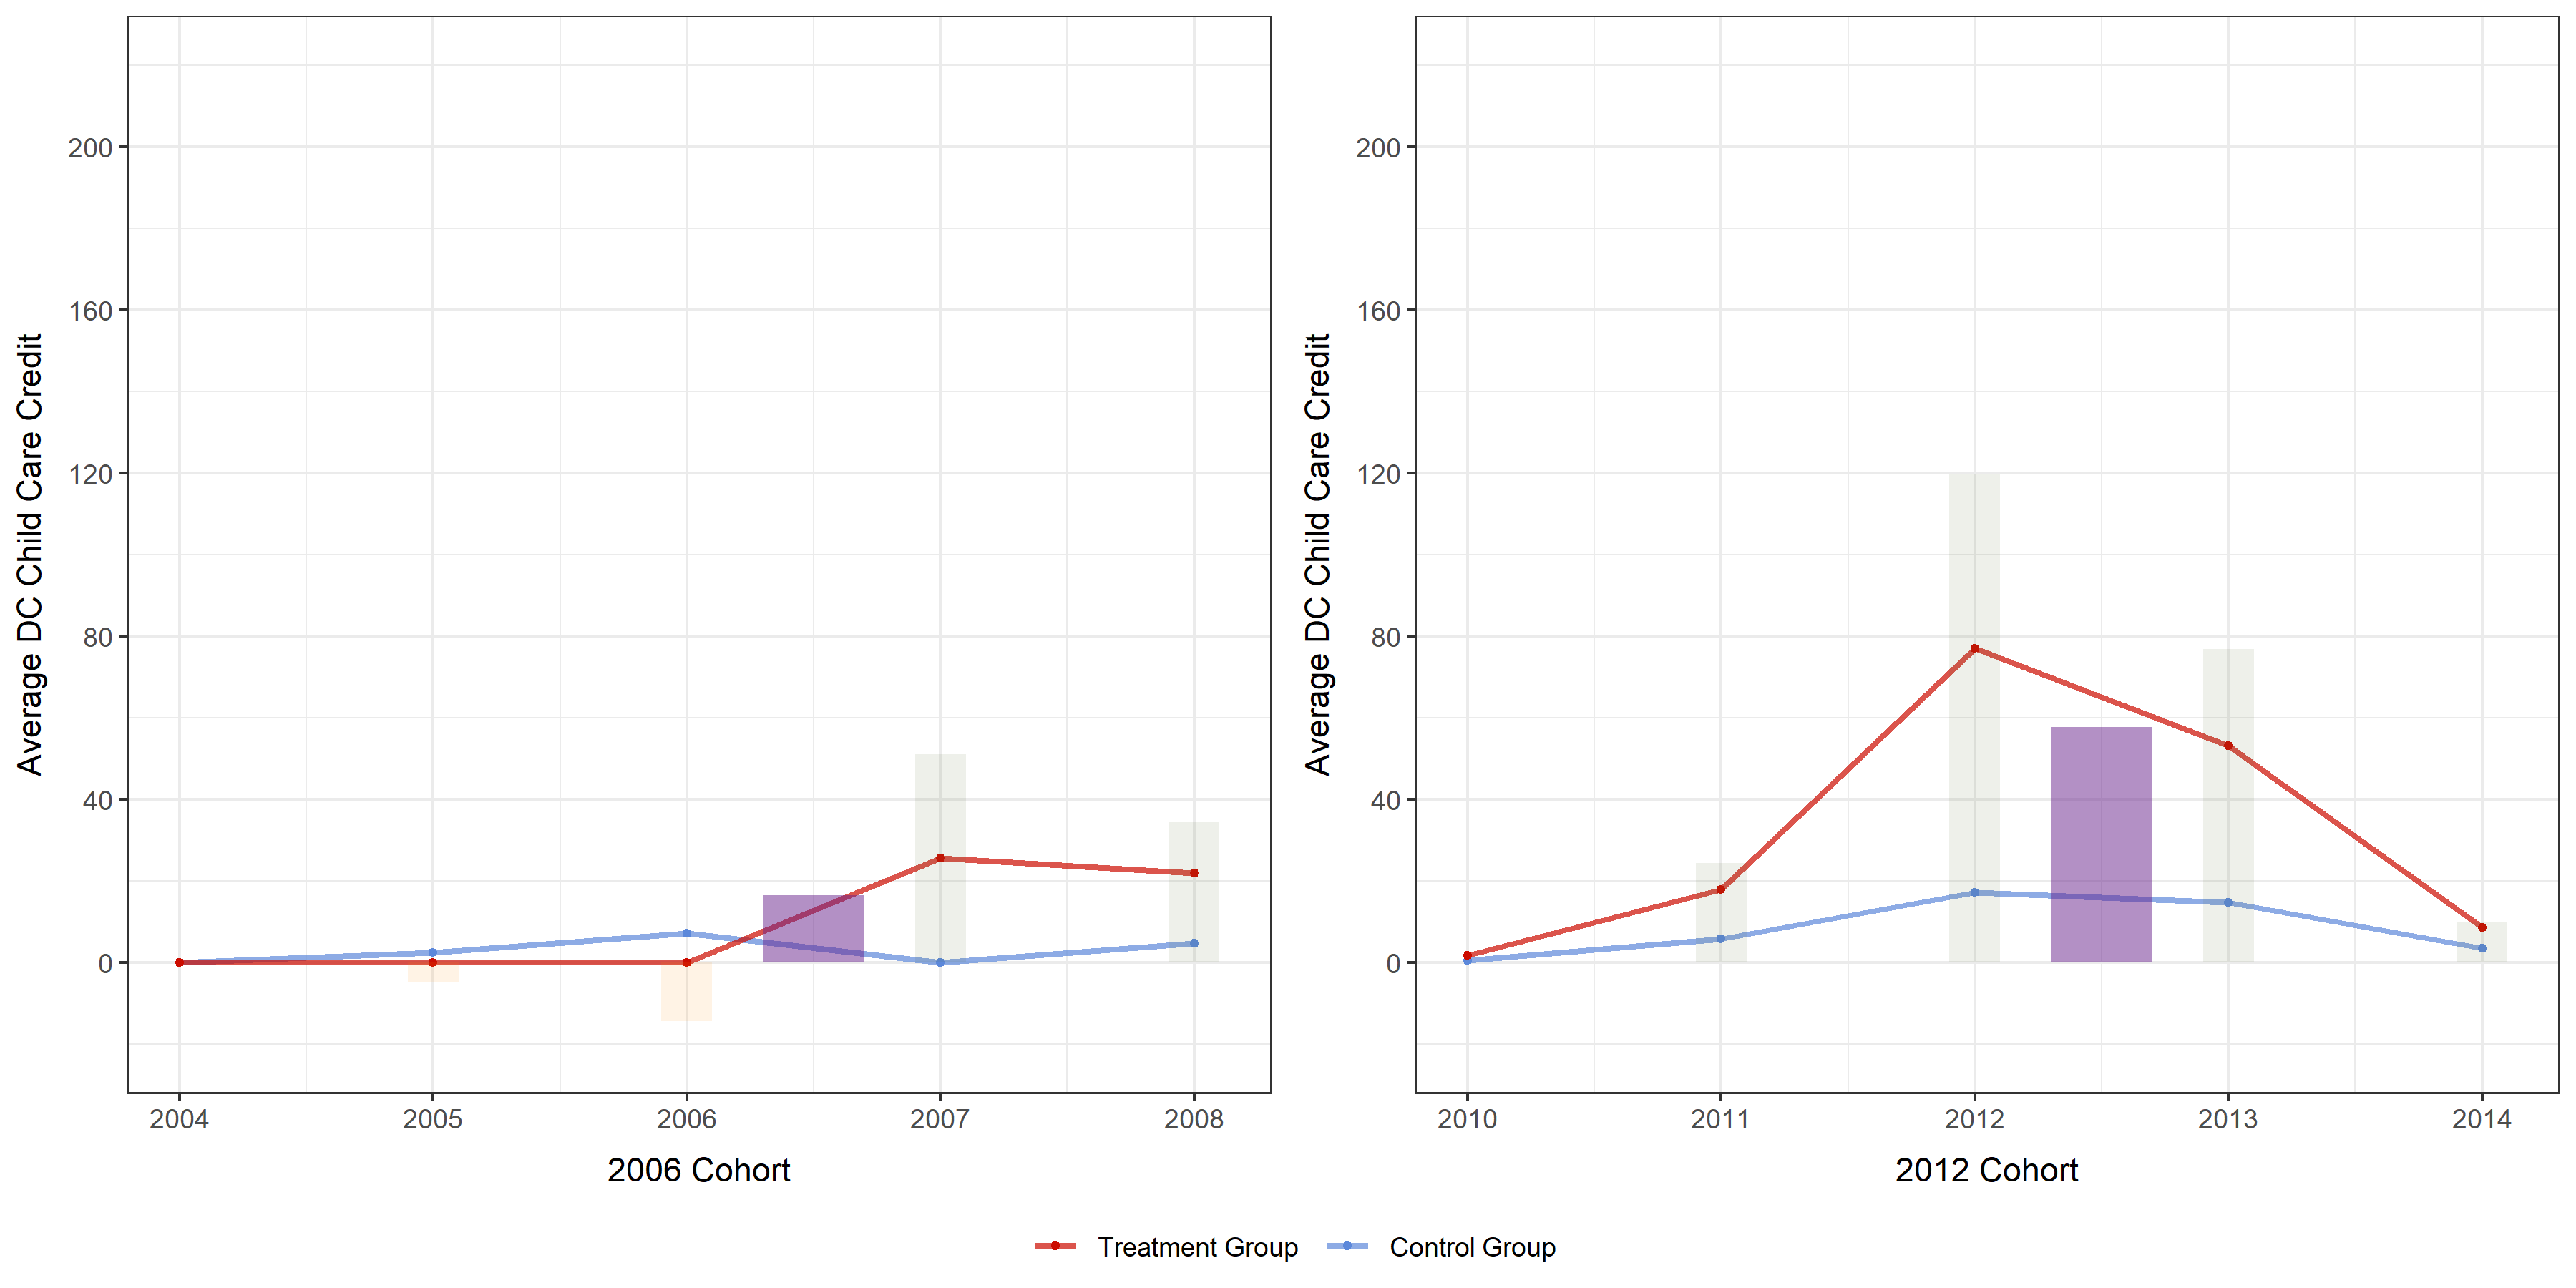 Average DC Child Care Credit
200
160
120
80
40
0
2004 2005 2006 2007 2008
2006 Cohort
Average DC Child Care Credit
200
160
120
80
40
0
2010 2011 2012 2013 2014
2012 Cohort
Treatment Group Control Group